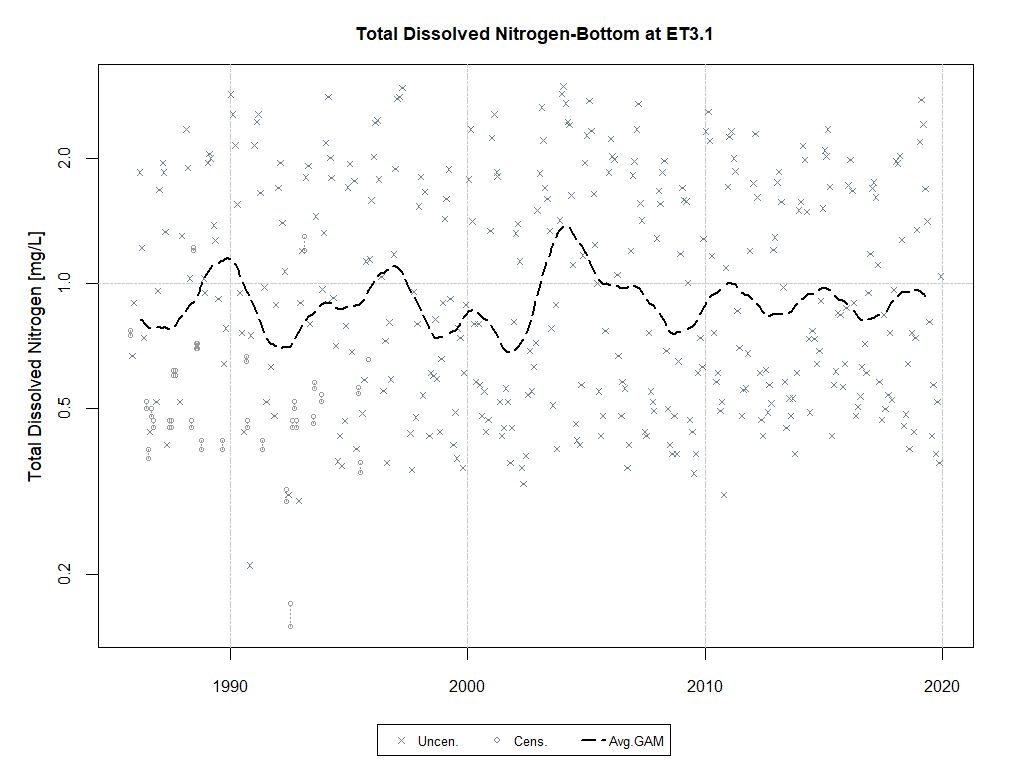 Total Dissolved Nitrogen-Bottom at ET3.1
Total Dissolved Nitrogen [mg/L]
2.0
1.0
0.5
0.2
1990 2000 2010 2020
Uncen. Cens. Avg.GAM